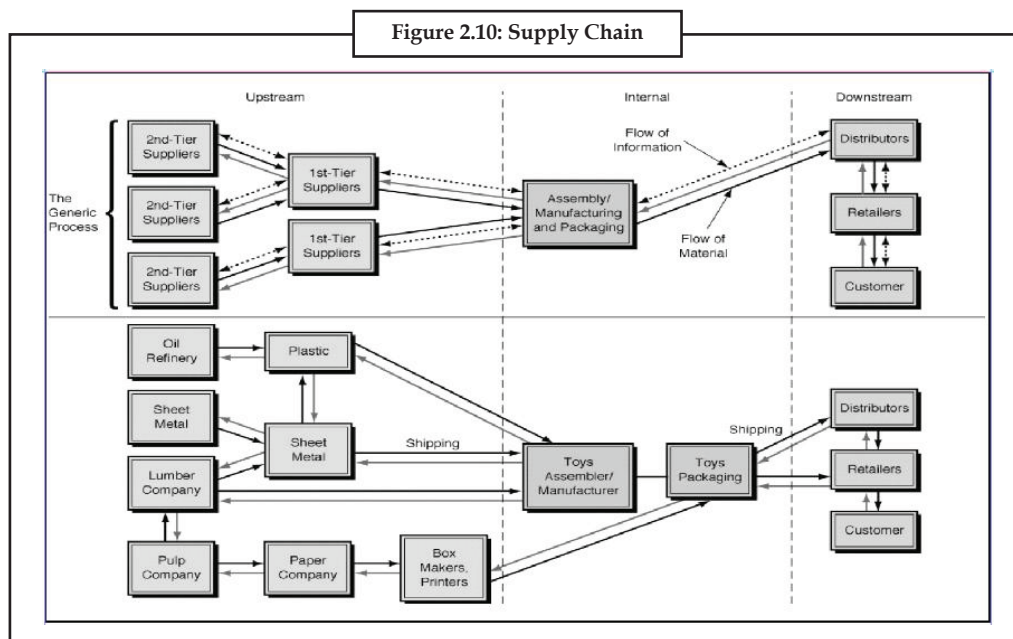 Figure 2.10: Supply Chain
Upstream
Internal
Downstream
The
Generic
Process
2nd-Tier
Suppliers
2nd-Tier
Suppliers
2nd-Tier
Suppliers
1st-Tier
Suppliers
1st-Tier
Suppliers
Assembly/
Manufacturing
and Packaging
Flow of
Information
Flow of
Material
Distributors
Retailers
Customer
Oil
Refinery
Plastic
Sheet
Metal
Sheet
Metal
Shipping
Lumber
Company
Pulp
Company
Paper
Company
Box
Makers,
Printers
Toys
Assembler/
Manufacturer
Toys
Packaging
Shipping
Distributors
Retailers
Customer